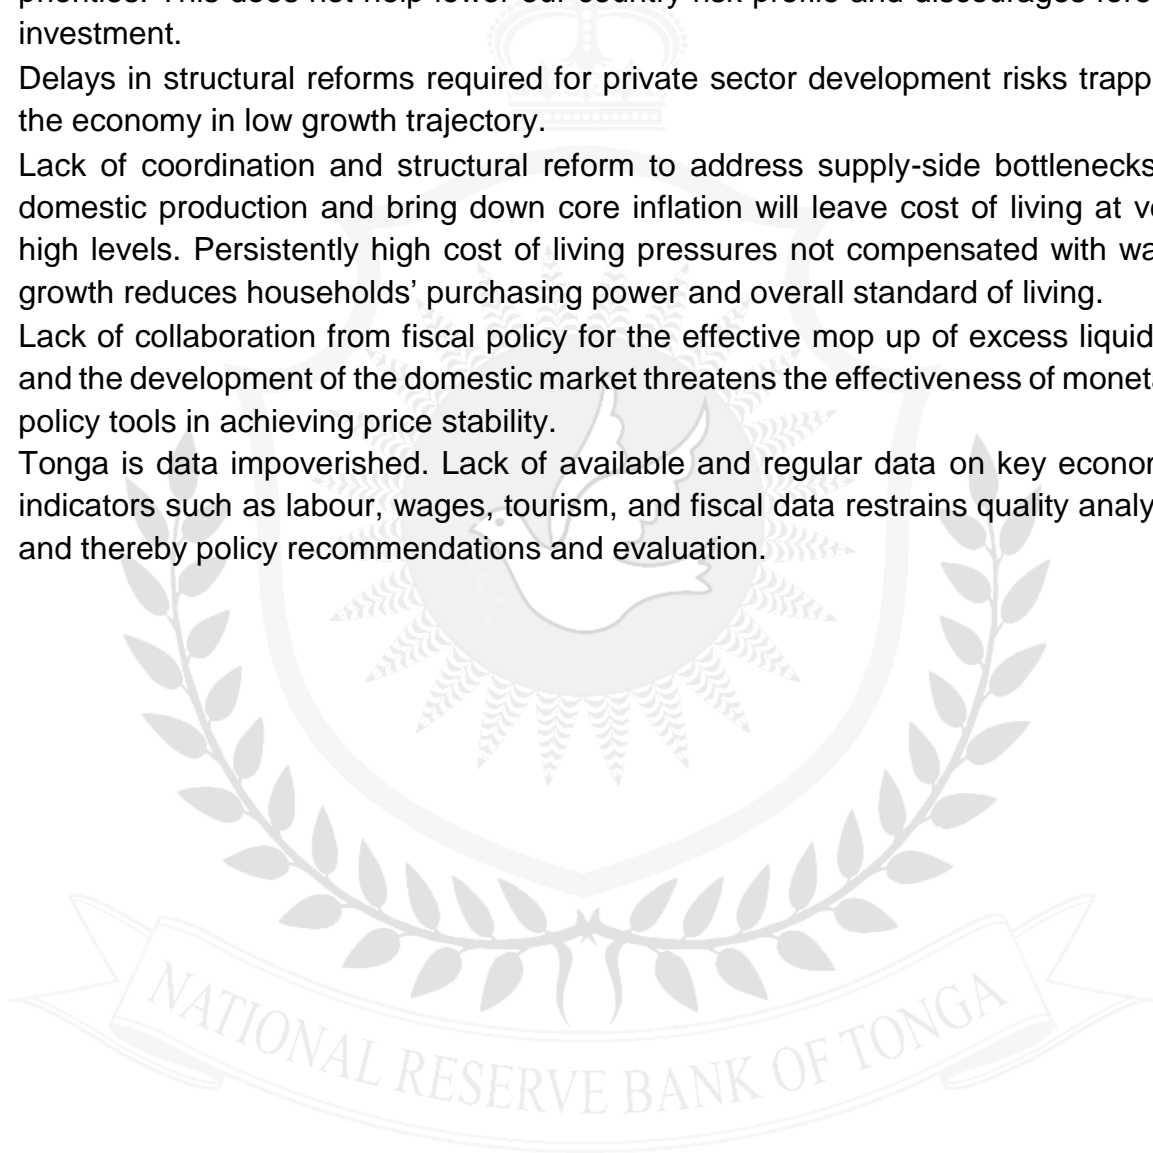 priorities. This does not help lower our country risk profile and discourages
investment.
Delays in structural reforms required for private sector development risks trapp
the economy in low growth trajectory.
Lack of coordination and structural reform to address supply-side bottlenecks
domestic production and bring down core inflation will leave cost of living at v
high levels. Persistently high cost of living pressures not compensated with wa
growth reduces households’ purchasing power and overall standard of living.
Lack of collaboration from fiscal policy for the effective mop up of excess liquid
and the development of the domestic market threatens the effectiveness of monet
policy tools in achieving price stability.
Tonga is data impoverished. Lack of available and regular data on key econo
indicators such as labour, wages, tourism, and fiscal data restrains quality analy
and thereby policy recommendations and evaluation.
NATIONAL RESERVE BANK OF TONGA